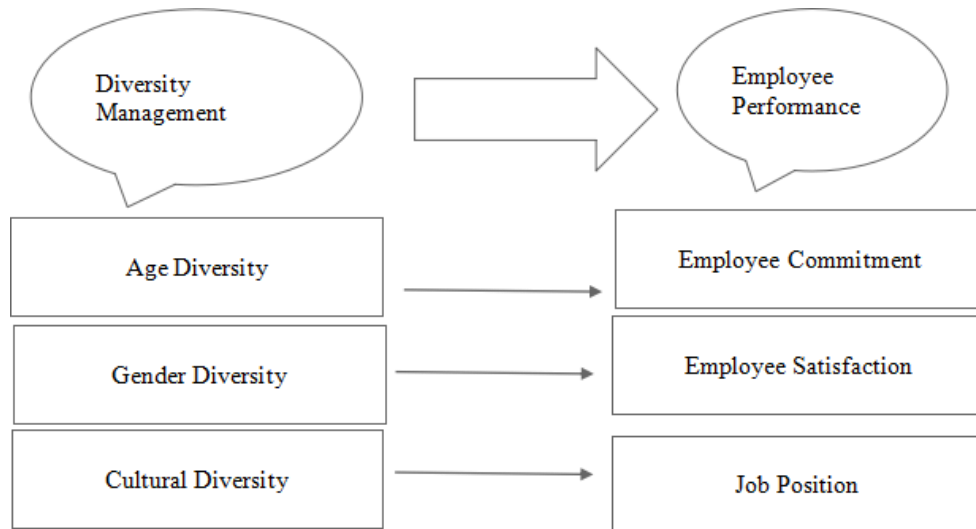 Diversity
Management
Employee
Performance
Age Diversity
Employee Commitment
Gender Diversity
Employee Satisfaction
Cultural Diversity
Job Position